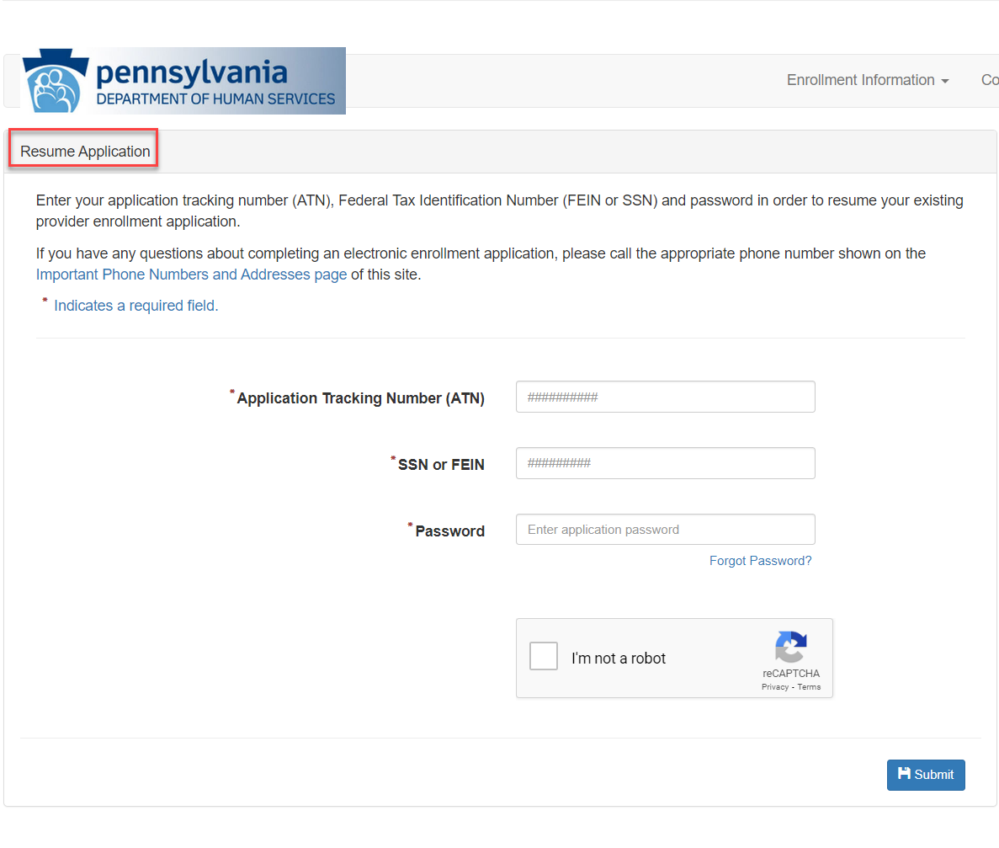 pennsylvania
DEPARTMENT OF HUMAN SERVICES
Enrollment Information
Co
Resume Application
Enter your application tracking number (ATN), Federal Tax Identification Number (FEIN or SSN) and password in order to resume your existing
provider enrollment application.
If you have any questions about completing an electronic enrollment application, please call the appropriate phone number shown on the
Important Phone Numbers and Addresses page of this site.
* Indicates a required field.
*Application Tracking Number (ATN)
##########
*SSN or FEIN
#########
*Password
Enter application password
Forgot Password?
I'm not a robot
reCAPTCHA
Privacy - Terms
Submit